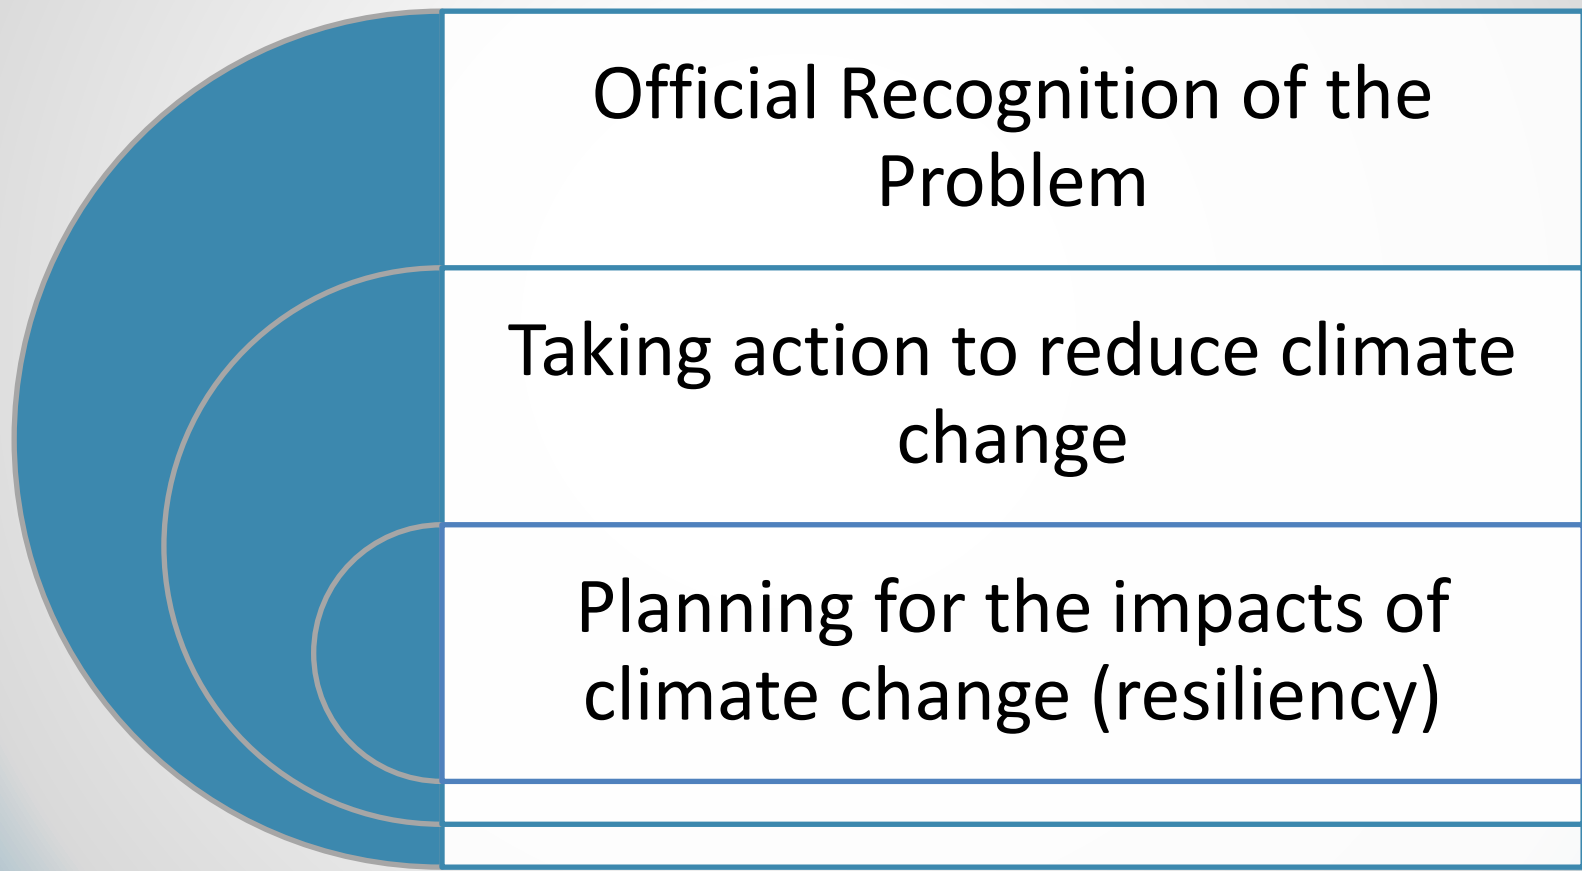 Official Recognition of the
Problem
Taking action to reduce climate
change
Planning for the impacts of
climate change (resiliency)